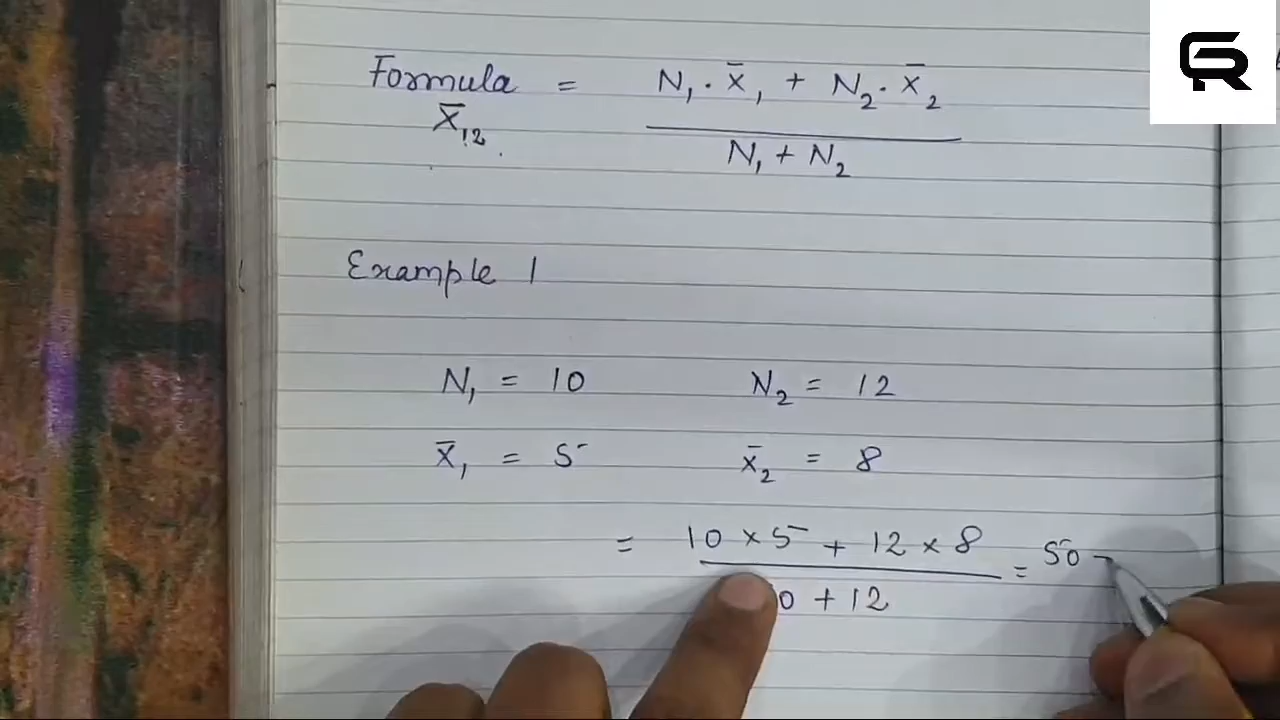 Formula = N₁ . x̄₁ + N₂ . x̄₂
x̄₁₂
N₁ + N₂
Example 1
N₁ = 10 N₂ = 12
x̄₁ = 5 x̄₂ = 8
= 10 × 5 + 12 × 8 = 50
0 + 12